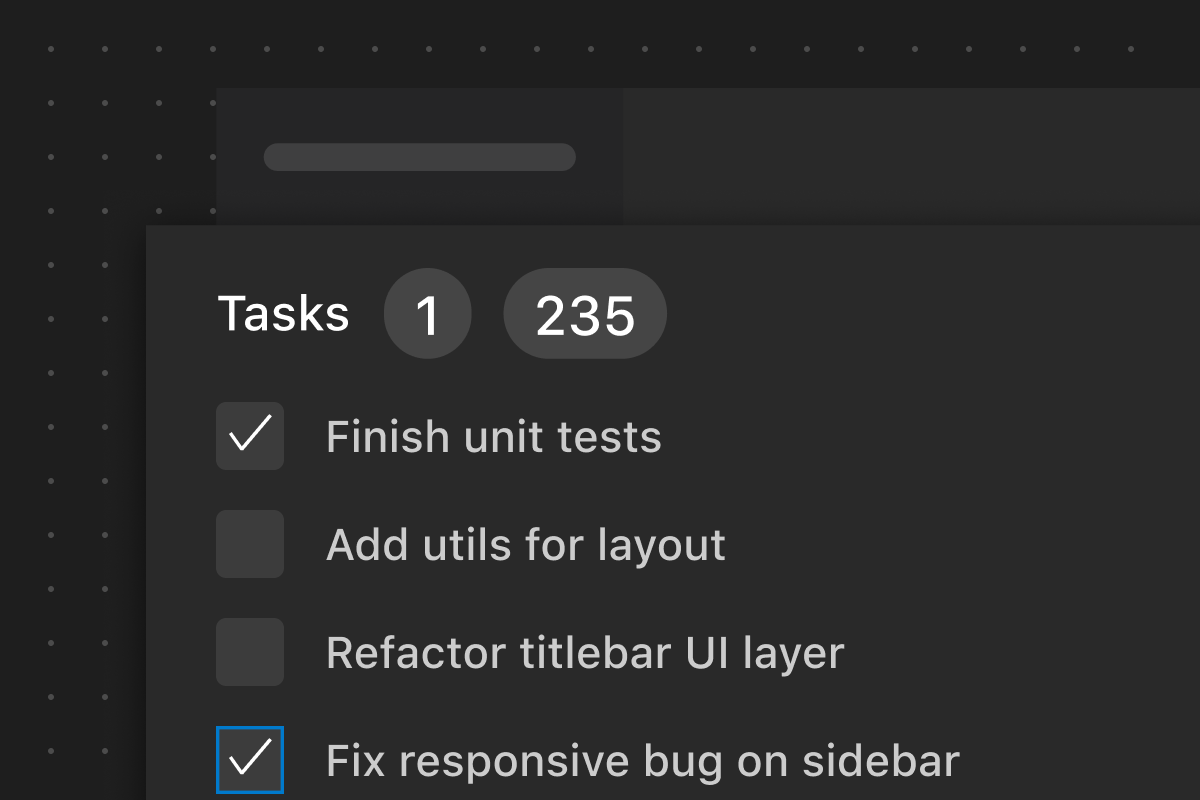 Tasks 1 235
Finish unit tests
Add utils for layout
Refactor titlebar UI layer
Fix responsive bug on sidebar